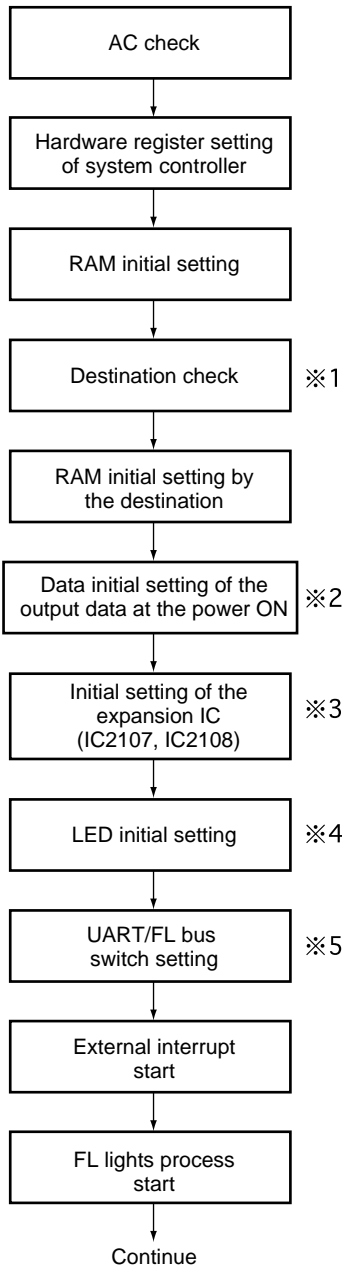 AC check
Hardware register setting
of system controller
RAM initial setting
Destination check ※1
RAM initial setting by
the destination
Data initial setting of the
output data at the power ON ※2
Initial setting of the
expansion IC ※3
(IC2107, IC2108)
LED initial setting ※4
UART/FL bus
switch setting ※5
External interrupt
start
FL lights process
start
Continue